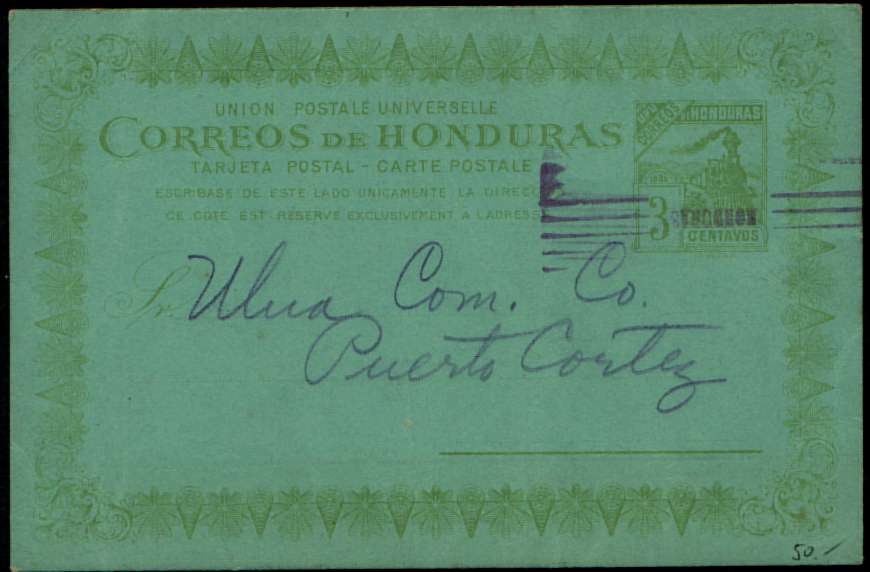 UNION POSTALE UNIVERSELLE
CORREOS DE HONDURAS
TARJETA POSTAL - CARTE POSTALE
ESCRIBASE DE ESTE LADO UNICAMENTE LA DIREC
CE COTE EST RESERVE EXCLUSIVEMENT A L'ADRESSE
CORREOS
HONDURAS
3
CENTAVOS
Sr. Ulua Com. Co.
Puerto Cortez
50.-